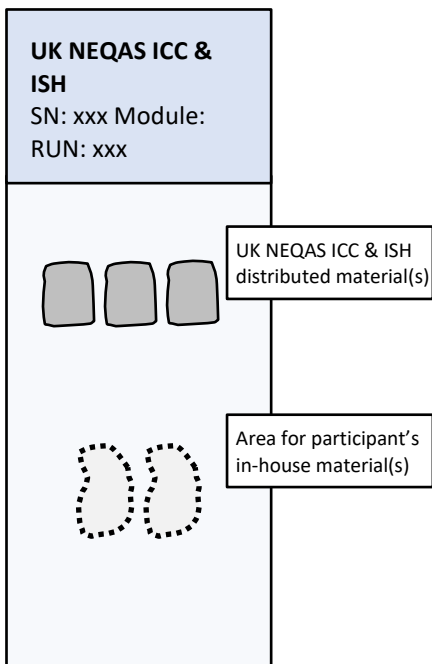 UK NEQAS ICC &
ISH
SN: xxx Module:
RUN: xxx
UK NEQAS ICC & ISH
distributed material(s)
Area for participant’s
in-house material(s)